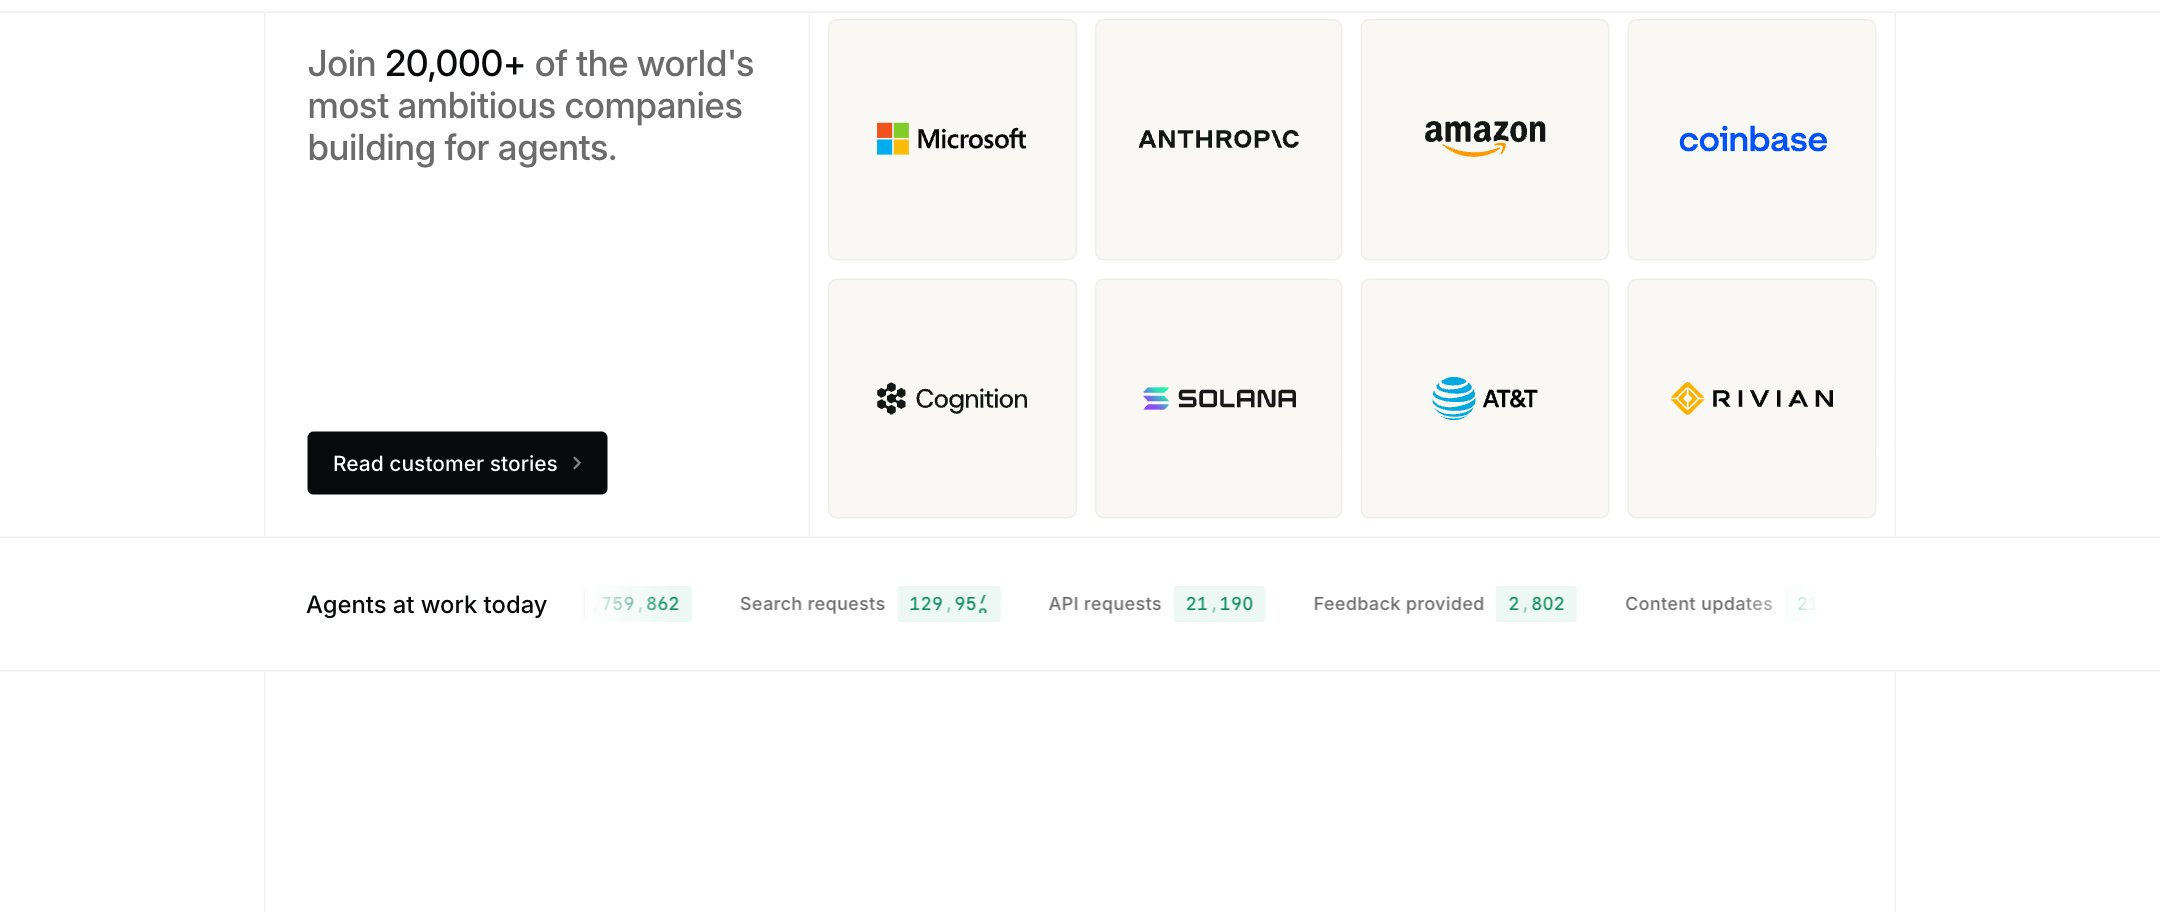 Join 20,000+ of the world's
most ambitious companies
building for agents.
Read customer stories
Microsoft
ANTHROP\C
amazon
coinbase
Cognition
SOLANA
AT&T
RIVIAN
Agents at work today
759,862
Search requests
API requests 21,190
Feedback provided 2,802
Content updates